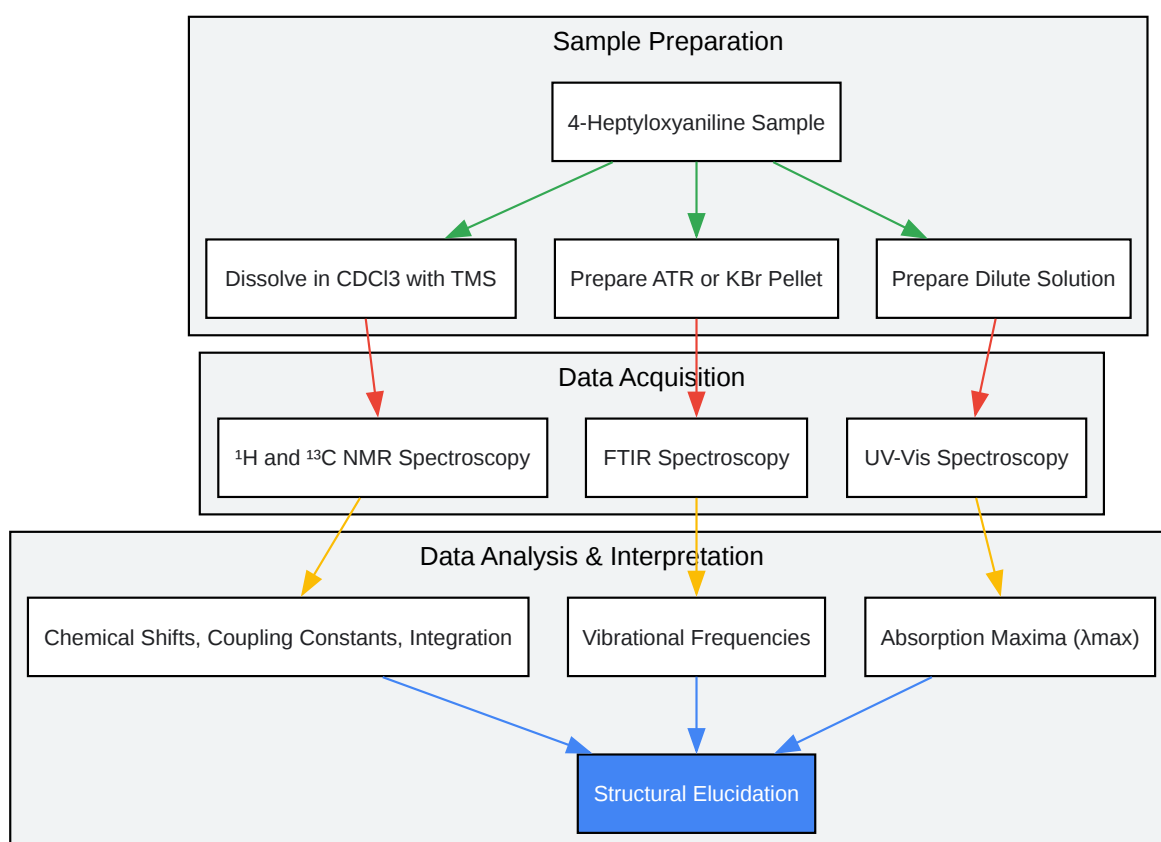 Sample Preparation
4-Heptyloxyaniline Sample
Dissolve in CDCl3 with TMS
Prepare ATR or KBr Pellet
Prepare Dilute Solution
Data Acquisition
¹H and ¹³C NMR Spectroscopy
FTIR Spectroscopy
UV-Vis Spectroscopy
Data Analysis & Interpretation
Chemical Shifts, Coupling Constants, Integration
Vibrational Frequencies
Absorption Maxima (λmax)
Structural Elucidation